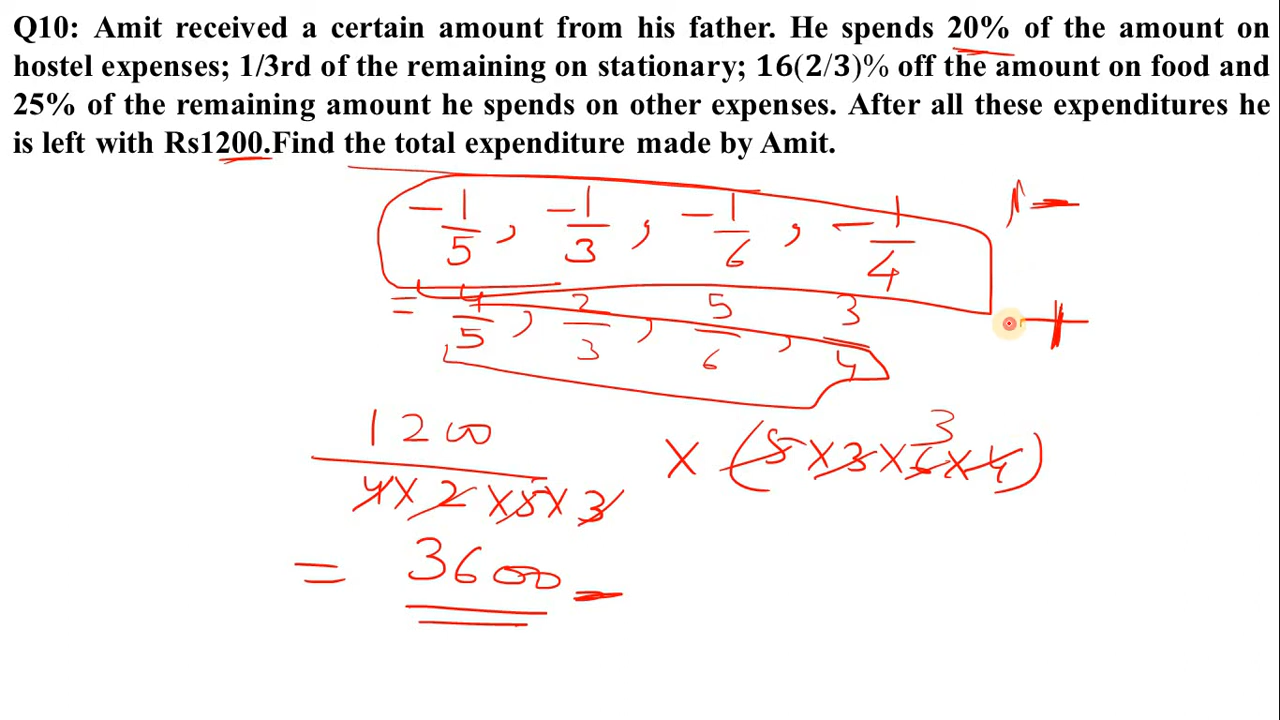 Q10: Amit received a certain amount from his father. He spends 20% of the amount on
hostel expenses; 1/3rd of the remaining on stationary; 16(2/3)% off the amount on food and
25% of the remaining amount he spends on other expenses. After all these expenditures he
is left with Rs1200.Find the total expenditure made by Amit.
-1/5, -1/3, -1/6, -1/4
= 4/5, 2/3, 5/6, 3/4
1200
4×2×5×3 × (5×3×6×4) 3
= 3600